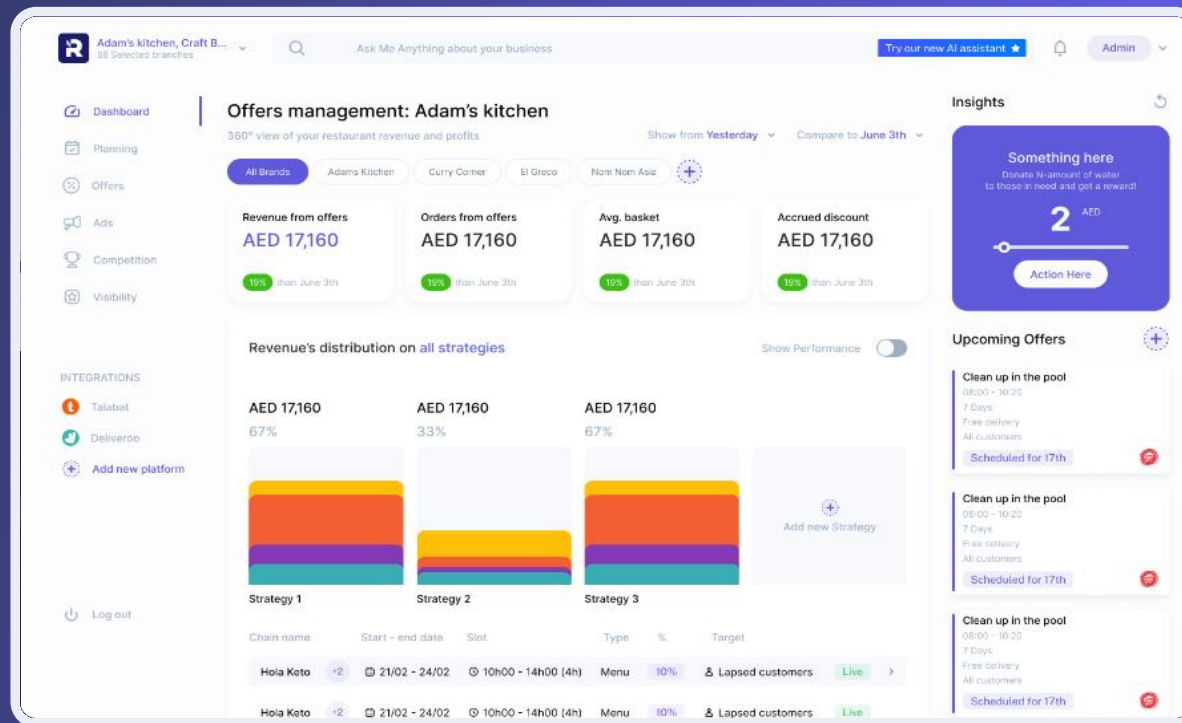 Adam's kitchen, Craft B...
98 Selected branches
Ask Me Anything about your business
Try our new AI assistant
Admin
Dashboard
Planning
Offers
Ads
Competition
Visibility
INTEGRATIONS
Talabat
Deliveroo
Add new platform
Log out
Offers management: Adam's kitchen
360° view of your restaurant revenue and profits
Show from Yesterday
Compare to June 3th
All Brands
Adams Kitchen
Curry Corner
El Greco
Nom Nom Asia
Revenue from offers
AED 17,160
19% than June 3th
Orders from offers
AED 17,160
19% than June 3th
Avg. basket
AED 17,160
19% than June 3th
Accrued discount
AED 17,160
19% than June 3th
Revenue's distribution on all strategies
Show Performance
AED 17,160
67%
Strategy 1
AED 17,160
33%
Strategy 2
AED 17,160
67%
Strategy 3
Add new Strategy
Chain name Start - end date Slot Type % Target
Hola Keto +2 21/02 - 24/02 10h00 - 14h00 (4h) Menu 10% Lapsed customers Live
Hola Keto +2 21/02 - 24/02 10h00 - 14h00 (4h) Menu 10% Lapsed customers Live
Insights
Something here
Donate N-amount of water
to those in need and get a reward!
2 AED
Action Here
Upcoming Offers
Clean up in the pool
08:00 - 10:20
7 Days
Free delivery
All customers
Scheduled for 17th
Clean up in the pool
08:00 - 10:20
7 Days
Free delivery
All customers
Scheduled for 17th
Clean up in the pool
08:00 - 10:20
7 Days
Free delivery
All customers
Scheduled for 17th